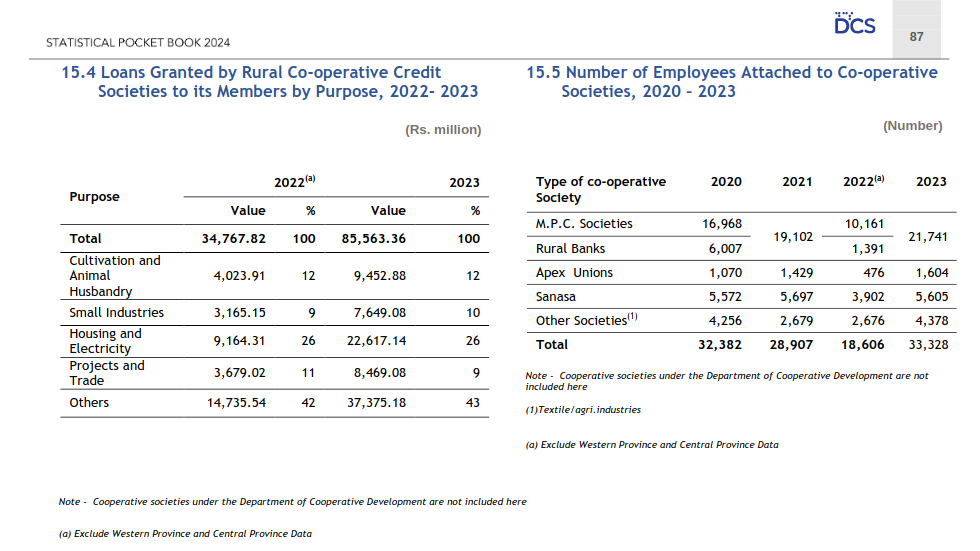 DCS
87
STATISTICAL POCKET BOOK 2024
15.4 Loans Granted by Rural Co-operative Credit
Societies to its Members by Purpose, 2022- 2023
(Rs. million)
Purpose 2022(a) 2023
Value % Value %
Total 34,767.82 100 85,563.36 100
Cultivation and
Animal
Husbandry
4,023.91 12 9,452.88 12
Small Industries 3,165.15 9 7,649.08 10
Housing and
Electricity
9,164.31 26 22,617.14 26
Projects and
Trade
3,679.02 11 8,469.08 9
Others 14,735.54 42 37,375.18 43
Note - Cooperative societies under the Department of Cooperative Development are not included here
(a) Exclude Western Province and Central Province Data
15.5 Number of Employees Attached to Co-operative
Societies, 2020 – 2023
(Number)
Type of co-operative
Society
2020 2021 2022(a) 2023
M.P.C. Societies 16,968 19,102 10,161 21,741
Rural Banks 6,007 1,391
Apex Unions 1,070 1,429 476 1,604
Sanasa 5,572 5,697 3,902 5,605
Other Societies(1) 4,256 2,679 2,676 4,378
Total 32,382 28,907 18,606 33,328
Note - Cooperative societies under the Department of Cooperative Development are not
included here
(1)Textile/agri.industries
(a) Exclude Western Province and Central Province Data